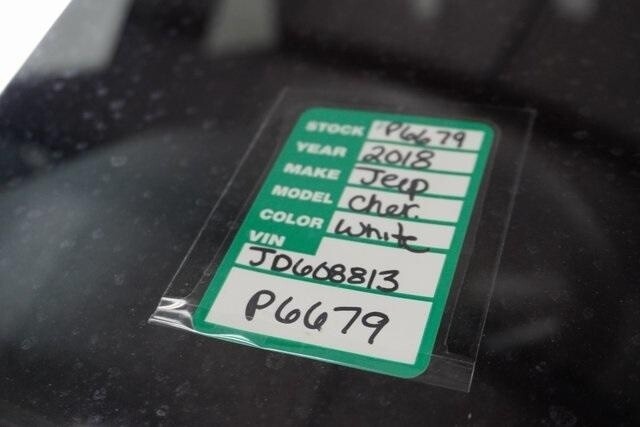 STOCK P6679
YEAR 2018
MAKE Jeep
MODEL Cher.
COLOR White
VIN
JD608813
P6679